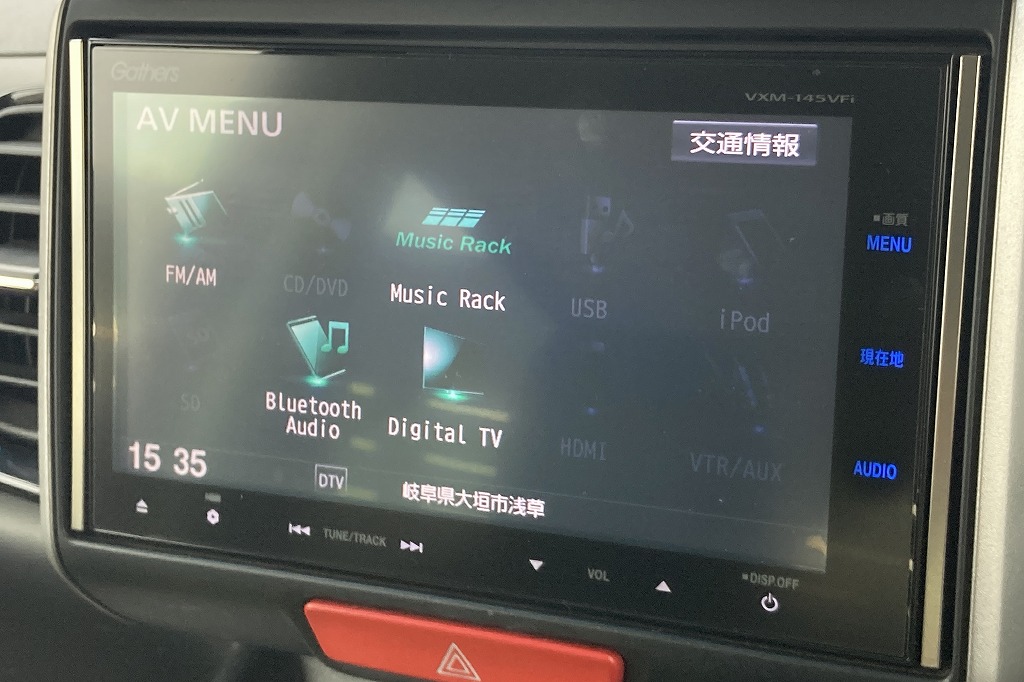 Gathers
VXM-145VFi
AV MENU
交通情報
FM/AM
CD/DVD
Music Rack
Music Rack
USB
iPod
SD
Bluetooth
Audio
Digital TV
HDMI
VTR/AUX
15 35
DTV
岐阜県大垣市浅草
■画質
MENU
現在地
AUDIO
TUNE/TRACK
VOL
■DISP.OFF